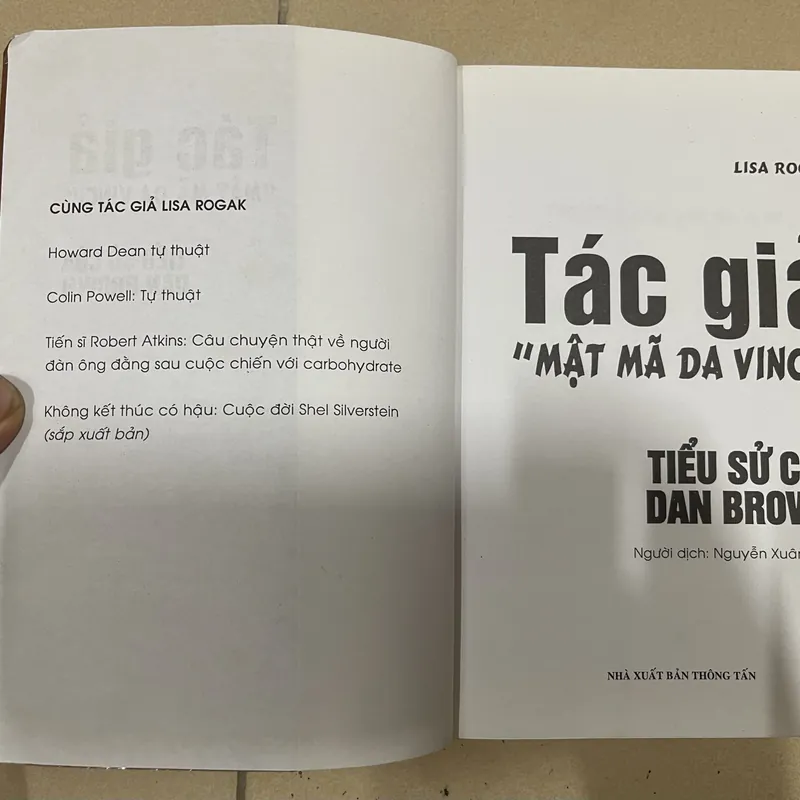 CÙNG TÁC GIẢ LISA ROGAK
Howard Dean tự thuật
Colin Powell: Tự thuật
Tiến sĩ Robert Atkins: Câu chuyện thật về người
đàn ông đằng sau cuộc chiến với carbohydrate
Không kết thúc có hậu: Cuộc đời Shel Silverstein
(sắp xuất bản)
LISA
Tác giả
"MẬT MÃ DA
TIỂU SỬ
DAN
Người dịch: Nguyễn Xuân
NHÀ XUẤT BẢN THÔNG TẤN